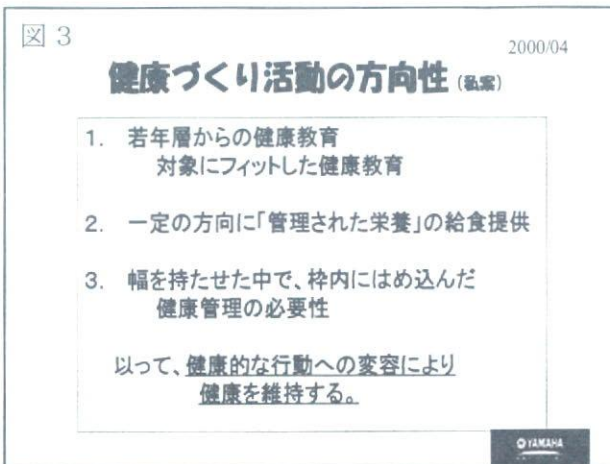 図3
2000/04
健康づくり活動の方向性(私案)
1. 若年層からの健康教育
対象にフィットした健康教育
2. 一定の方向に「管理された栄養」の給食提供
3. 幅を持たせた中で、枠内にはめ込んだ
健康管理の必要性
以って、健康的な行動への変容により
健康を維持する。
YAMAHA